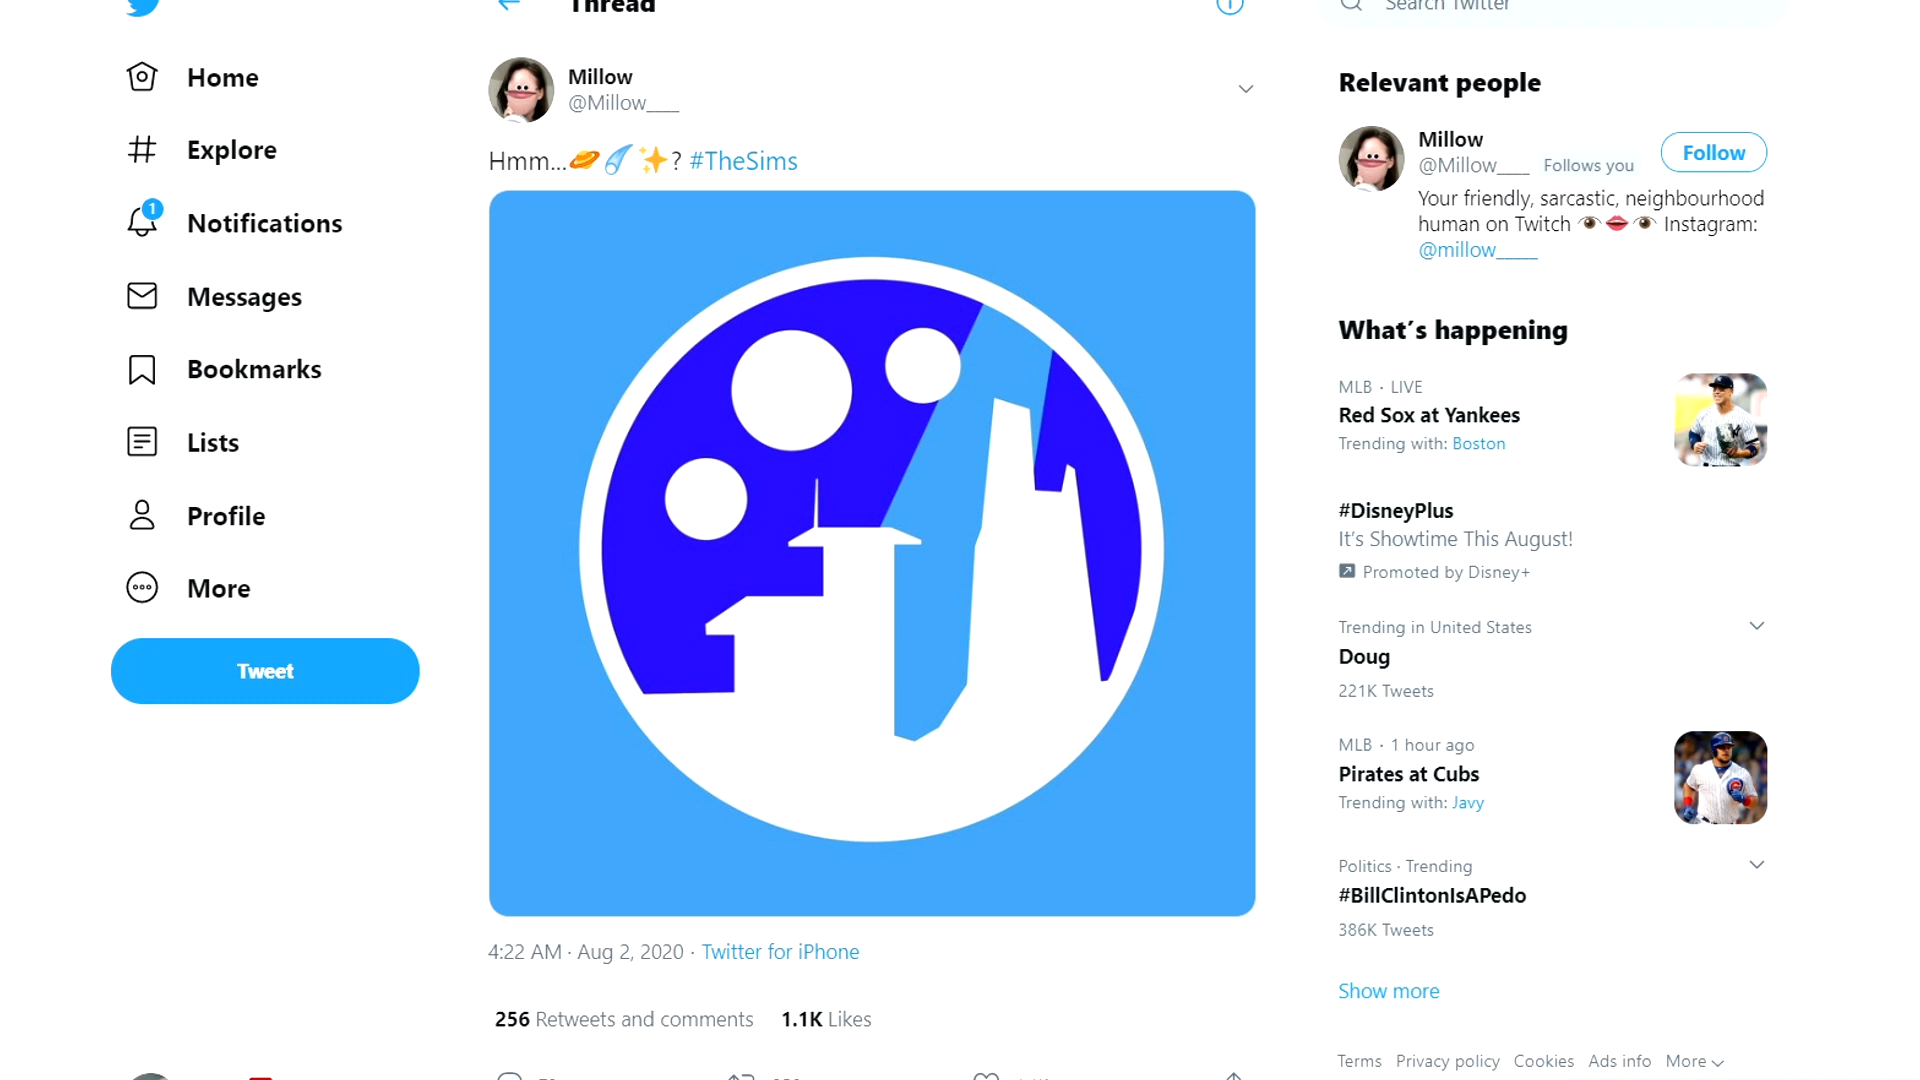 Thread
Search Twitter
Home
Explore
1
Notifications
Messages
Bookmarks
Lists
Profile
More
Tweet
Millow
@Millow____
Hmm...🪐☄️✨? #TheSims
4:22 AM · Aug 2, 2020 · Twitter for iPhone
256 Retweets and comments 1.1K Likes
Relevant people
Millow
@Millow____ Follows you
Follow
Your friendly, sarcastic, neighbourhood
human on Twitch 👁️👄👁️ Instagram:
@millow_____
What's happening
MLB · LIVE
Red Sox at Yankees
Trending with: Boston
#DisneyPlus
It's Showtime This August!
Promoted by Disney+
Trending in United States
Doug
221K Tweets
MLB · 1 hour ago
Pirates at Cubs
Trending with: Javy
Politics · Trending
#BillClintonIsAPedo
386K Tweets
Show more
Terms Privacy policy Cookies Ads info More